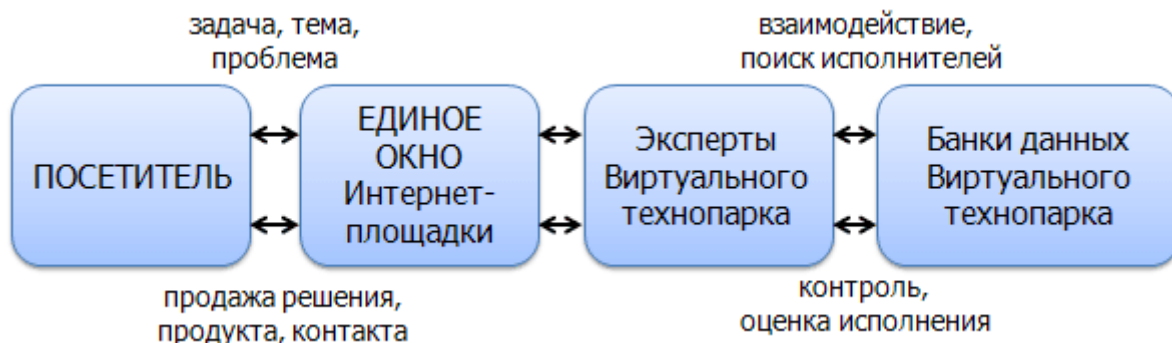 задача, тема,
проблема
взаимодействие,
поиск исполнителей
ПОСЕТИТЕЛЬ
ЕДИНОЕ
ОКНО
Интернет-
площадки
Эксперты
Виртуального
технопарка
Банки данных
Виртуального
технопарка
продажа решения,
продукта, контакта
контроль,
оценка исполнения